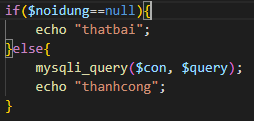 if($noidung==null){
    echo "thatbai";
}else{
    mysqli_query($con, $query);
    echo "thanhcong";
}